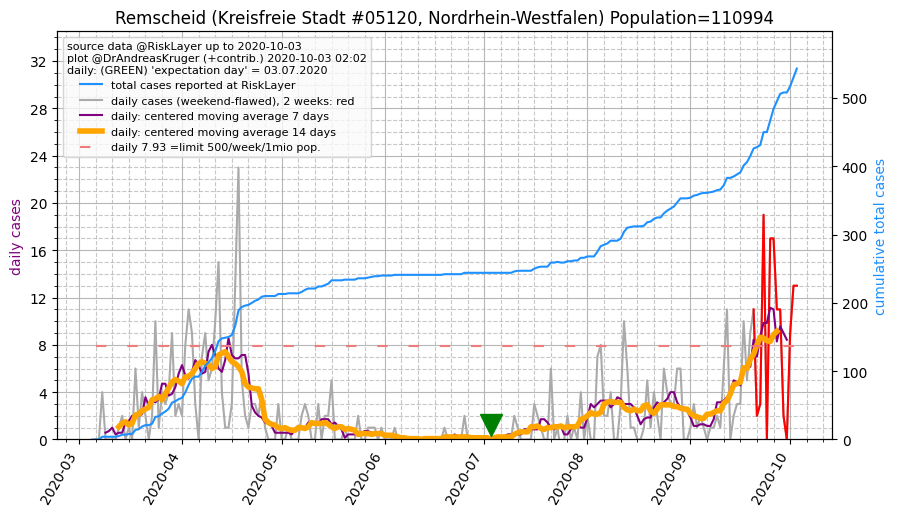 Remscheid (Kreisfreie Stadt #05120, Nordrhein-Westfalen) Population=110994
source data @RiskLayer up to 2020-10-03
plot @DrAndreasKruger (+contrib.) 2020-10-03 02:02
daily: (GREEN) 'expectation day' = 03.07.2020
total cases reported at RiskLayer
daily cases (weekend-flawed), 2 weeks: red
daily: centered moving average 7 days
daily: centered moving average 14 days
daily 7.93 =limit 500/week/1mio pop.
daily cases
32
28
24
20
16
12
8
4
0
500
400
300
200
100
0
cumulative total cases
2020-03
2020-04
2020-05
2020-06
2020-07
2020-08
2020-09
2020-10